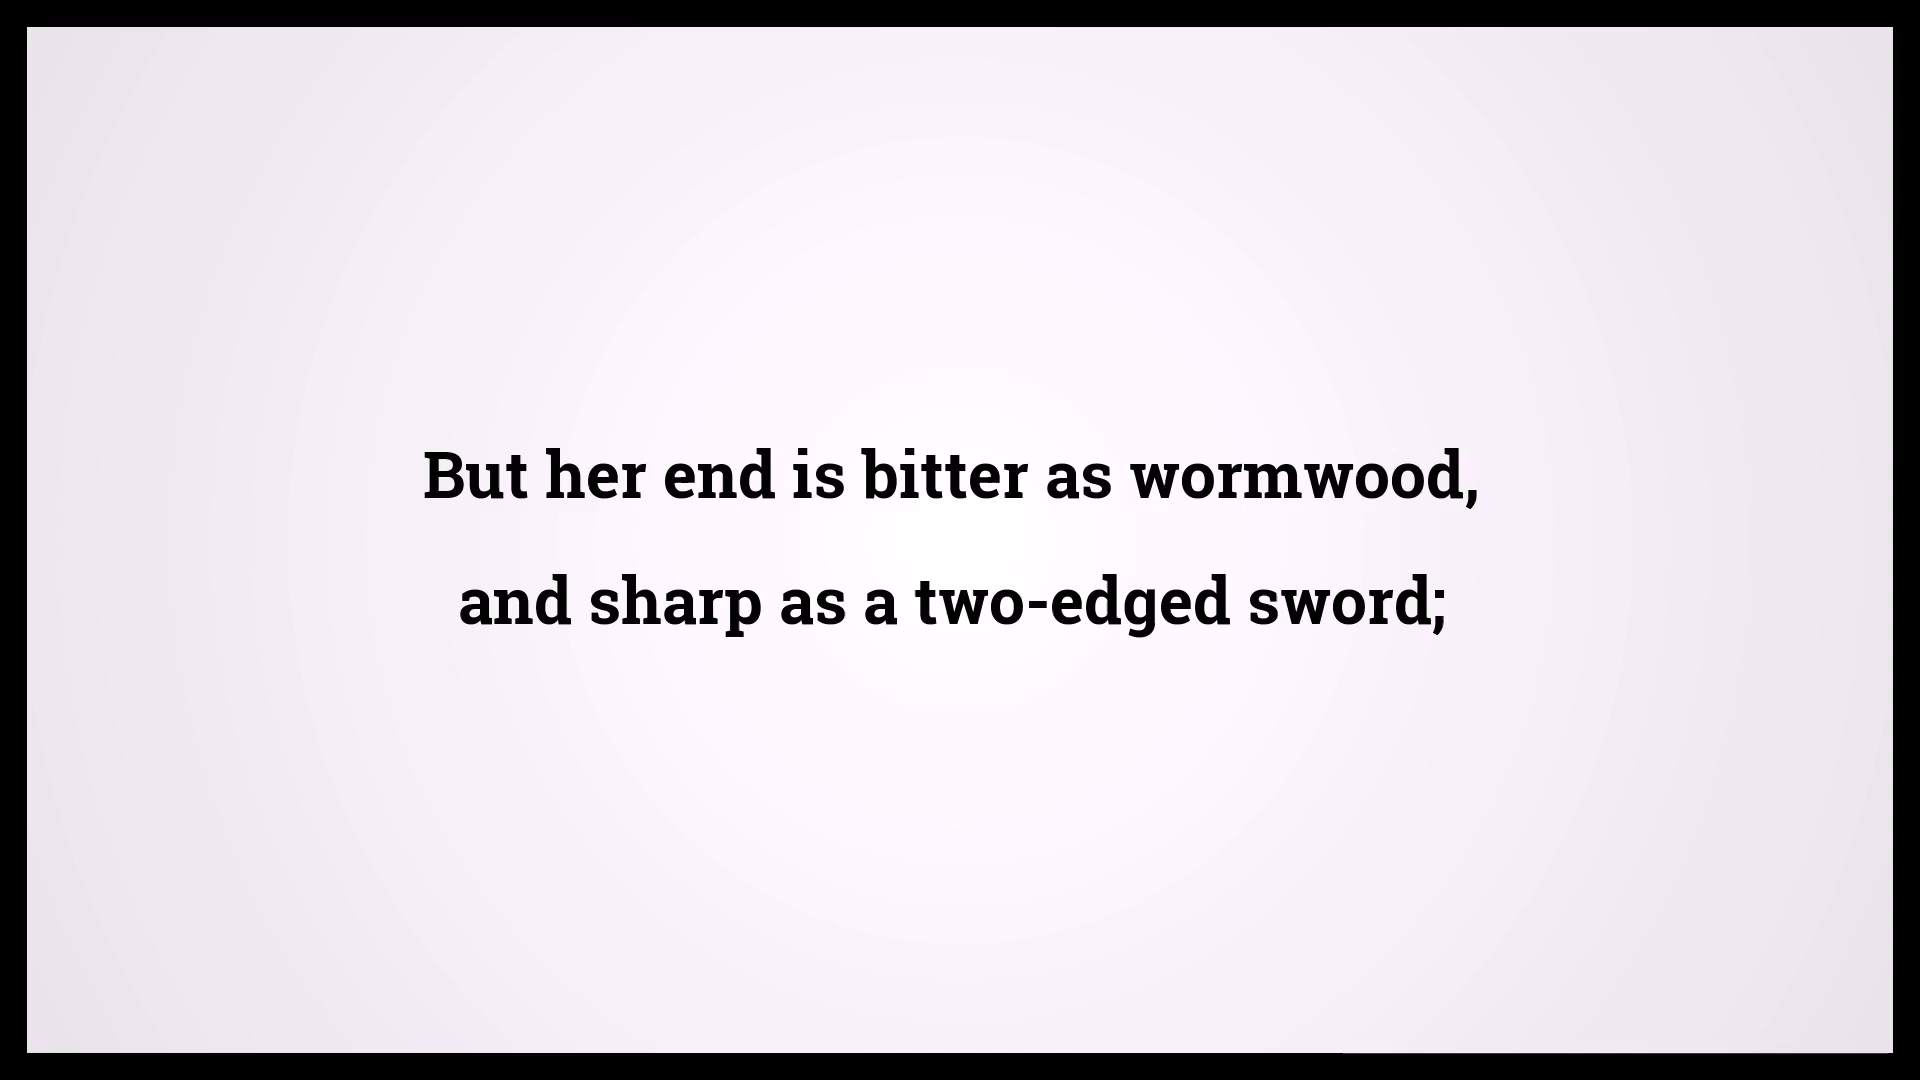 But her end is bitter as wormwood,
and sharp as a two-edged sword;